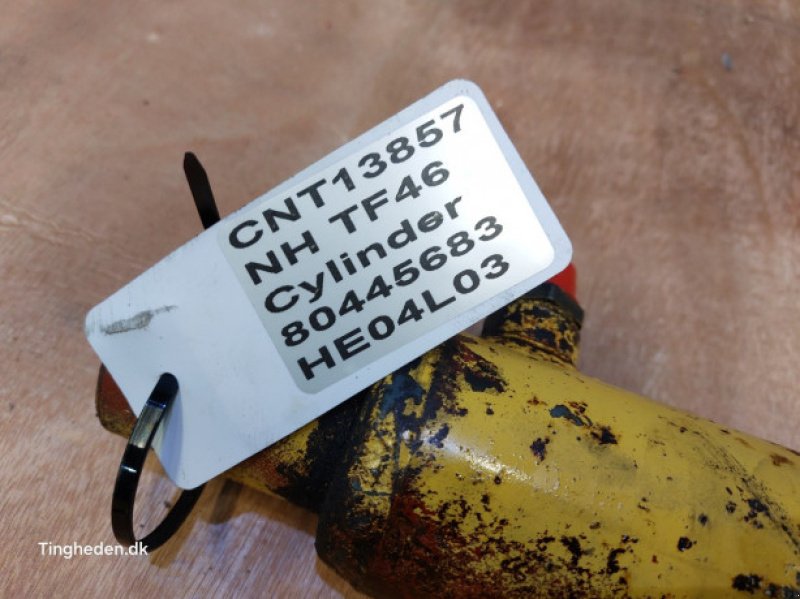 CNT13857
NH TF46
Cylinder
80445683
HE04L03
Tingheden.dk